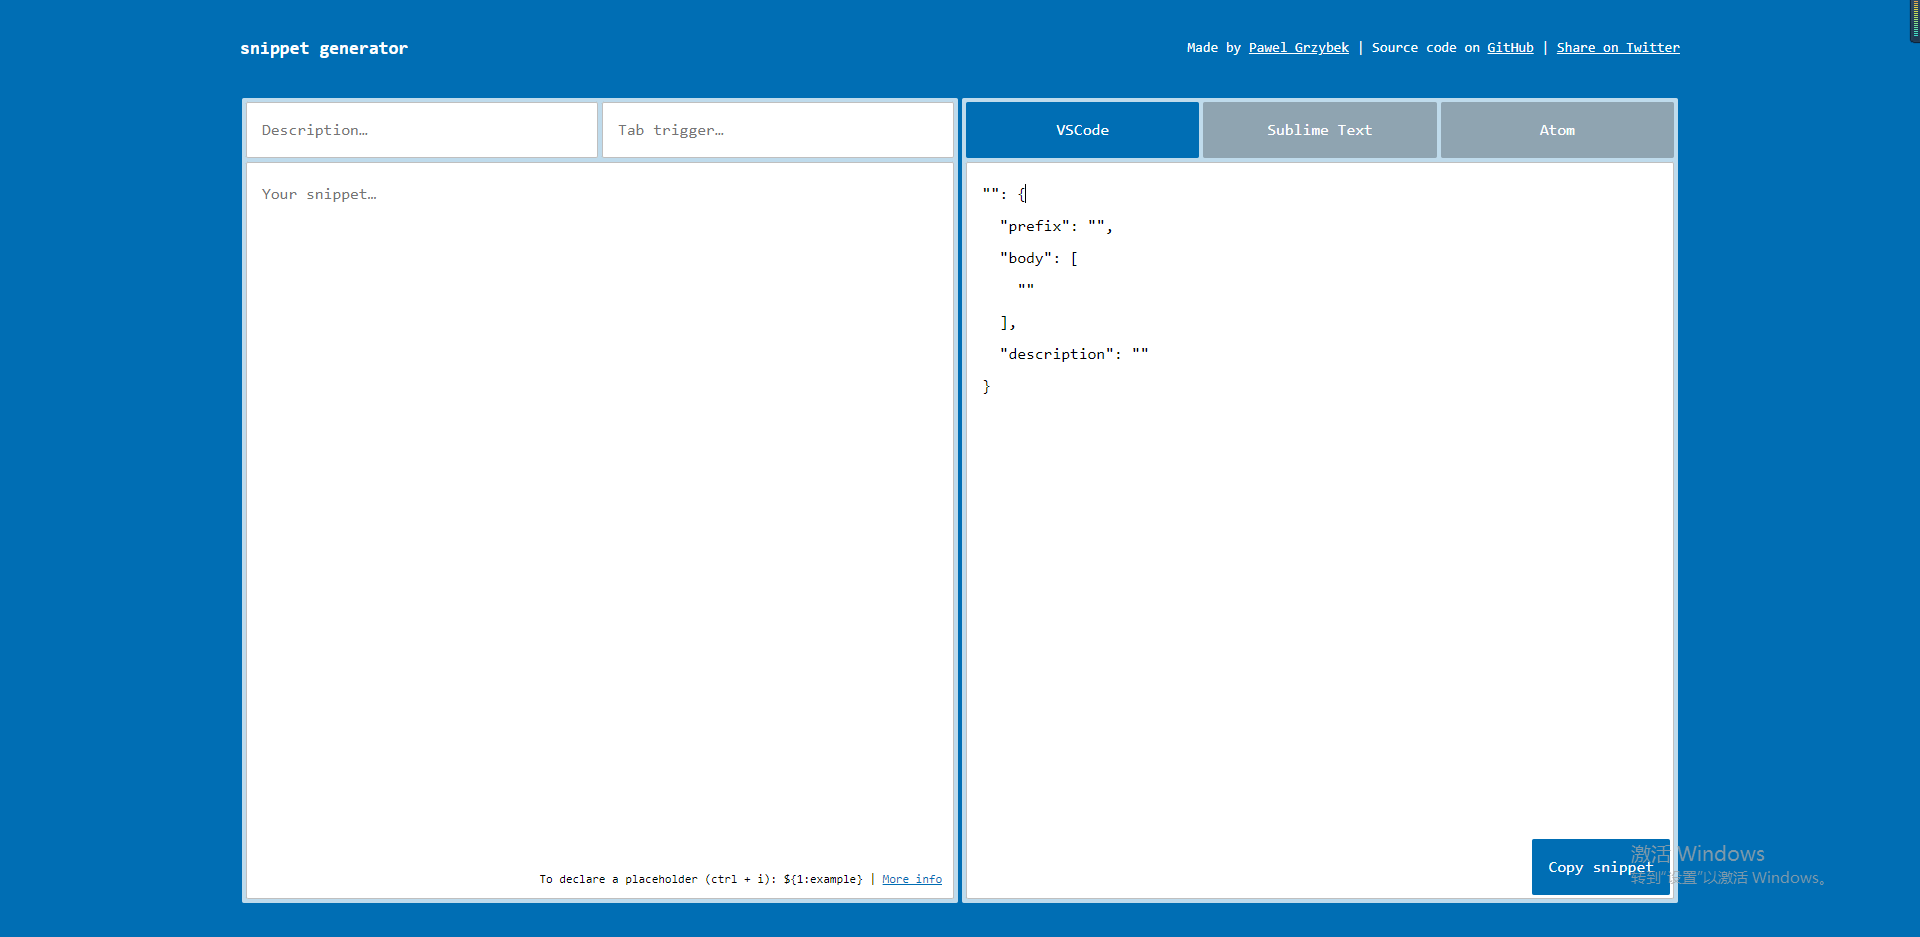 snippet generator
Made by Pawel Grzybek | Source code on GitHub | Share on Twitter
Description…
Tab trigger…
Your snippet…
To declare a placeholder (ctrl + i): ${1:example} | More info
VSCode
Sublime Text
Atom
"": {
  "prefix": "",
  "body": [
    ""
  ],
  "description": ""
}
Copy snippet
激活 Windows
转到"设置"以激活 Windows。